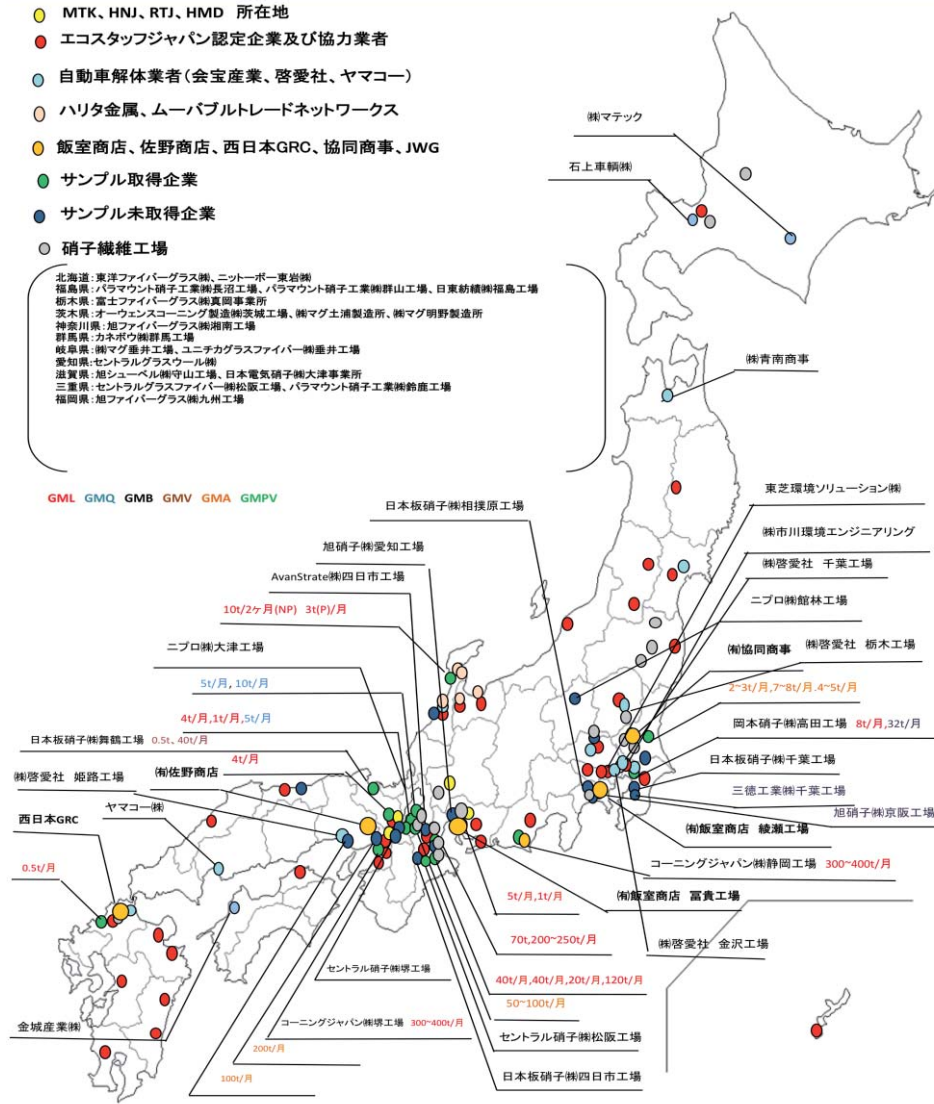 MTK、HNJ、RTJ、HMD 所在地
エコスタッフジャパン認定企業及び協力業者
自動車解体業者(会宝産業、啓愛社、ヤマコー)
ハリタ金属、ムーバブルトレードネットワークス
飯室商店、佐野商店、西日本GRC、協同商事、JWG
サンプル取得企業
サンプル未取得企業
硝子繊維工場
北海道:東洋ファイバーグラス㈱、ニットーボー東岩㈱
福島県:パラマウント硝子工業㈱長沼工場、パラマウント硝子工業㈱群山工場、日東紡績㈱福島工場
栃木県:富士ファイバーグラス㈱真岡事業所
茨木県:オーウェンスコーニング製造㈱茨城工場、㈱マグ土浦製造所、㈱マグ明野製造所
神奈川県:旭ファイバーグラス㈱湘南工場
群馬県:カネボウ㈱群馬工場
岐阜県:㈱マグ垂井工場、ユニチカグラスファイバー㈱垂井工場
愛知県:セントラルグラスウール㈱
滋賀県:旭シューベル㈱守山工場、日本電気硝子㈱大津事業所
三重県:セントラルグラスファイバー㈱松阪工場、パラマウント硝子工業㈱鈴鹿工場
福岡県:旭ファイバーグラス㈱九州工場
㈱マテック
石上車輌㈱
㈱青南商事
GML GMQ GMB GMV GMA GMPV
東芝環境ソリューション㈱
日本板硝子㈱相撲原工場
㈱市川環境エンジニアリング
旭硝子㈱愛知工場
㈱啓愛社 千葉工場
AvanStrate㈱四日市工場
ニプロ㈱館林工場
10t/2ヶ月(NP) 3t(P)/月
㈱啓愛社 栃木工場
ニプロ㈱大津工場
㈲協同商事
5t/月, 10t/月
2~3t/月,7~8t/月.4~5t/月
4t/月,1t/月,5t/月
岡本硝子㈱高田工場 8t/月,32t/月
日本板硝子㈱舞鶴工場 0.5t、40t/月
4t/月
日本板硝子㈱千葉工場
㈱啓愛社 姫路工場
㈲佐野商店
三徳工業㈱千葉工場
ヤマコー㈱
旭硝子㈱京阪工場
西日本GRC
㈲飯室商店 綾瀬工場
0.5t/月
コーニングジャパン㈱静岡工場 300~400t/月
5t/月,1t/月
㈲飯室商店 冨貴工場
70t,200~250t/月
㈱啓愛社 金沢工場
セントラル硝子㈱堺工場
40t/月,40t/月,20t/月,120t/月
50~100t/月
金城産業㈱
コーニングジャパン㈱堺工場 300~400t/月
セントラル硝子㈱松阪工場
200t/月
日本板硝子㈱四日市工場
100t/月